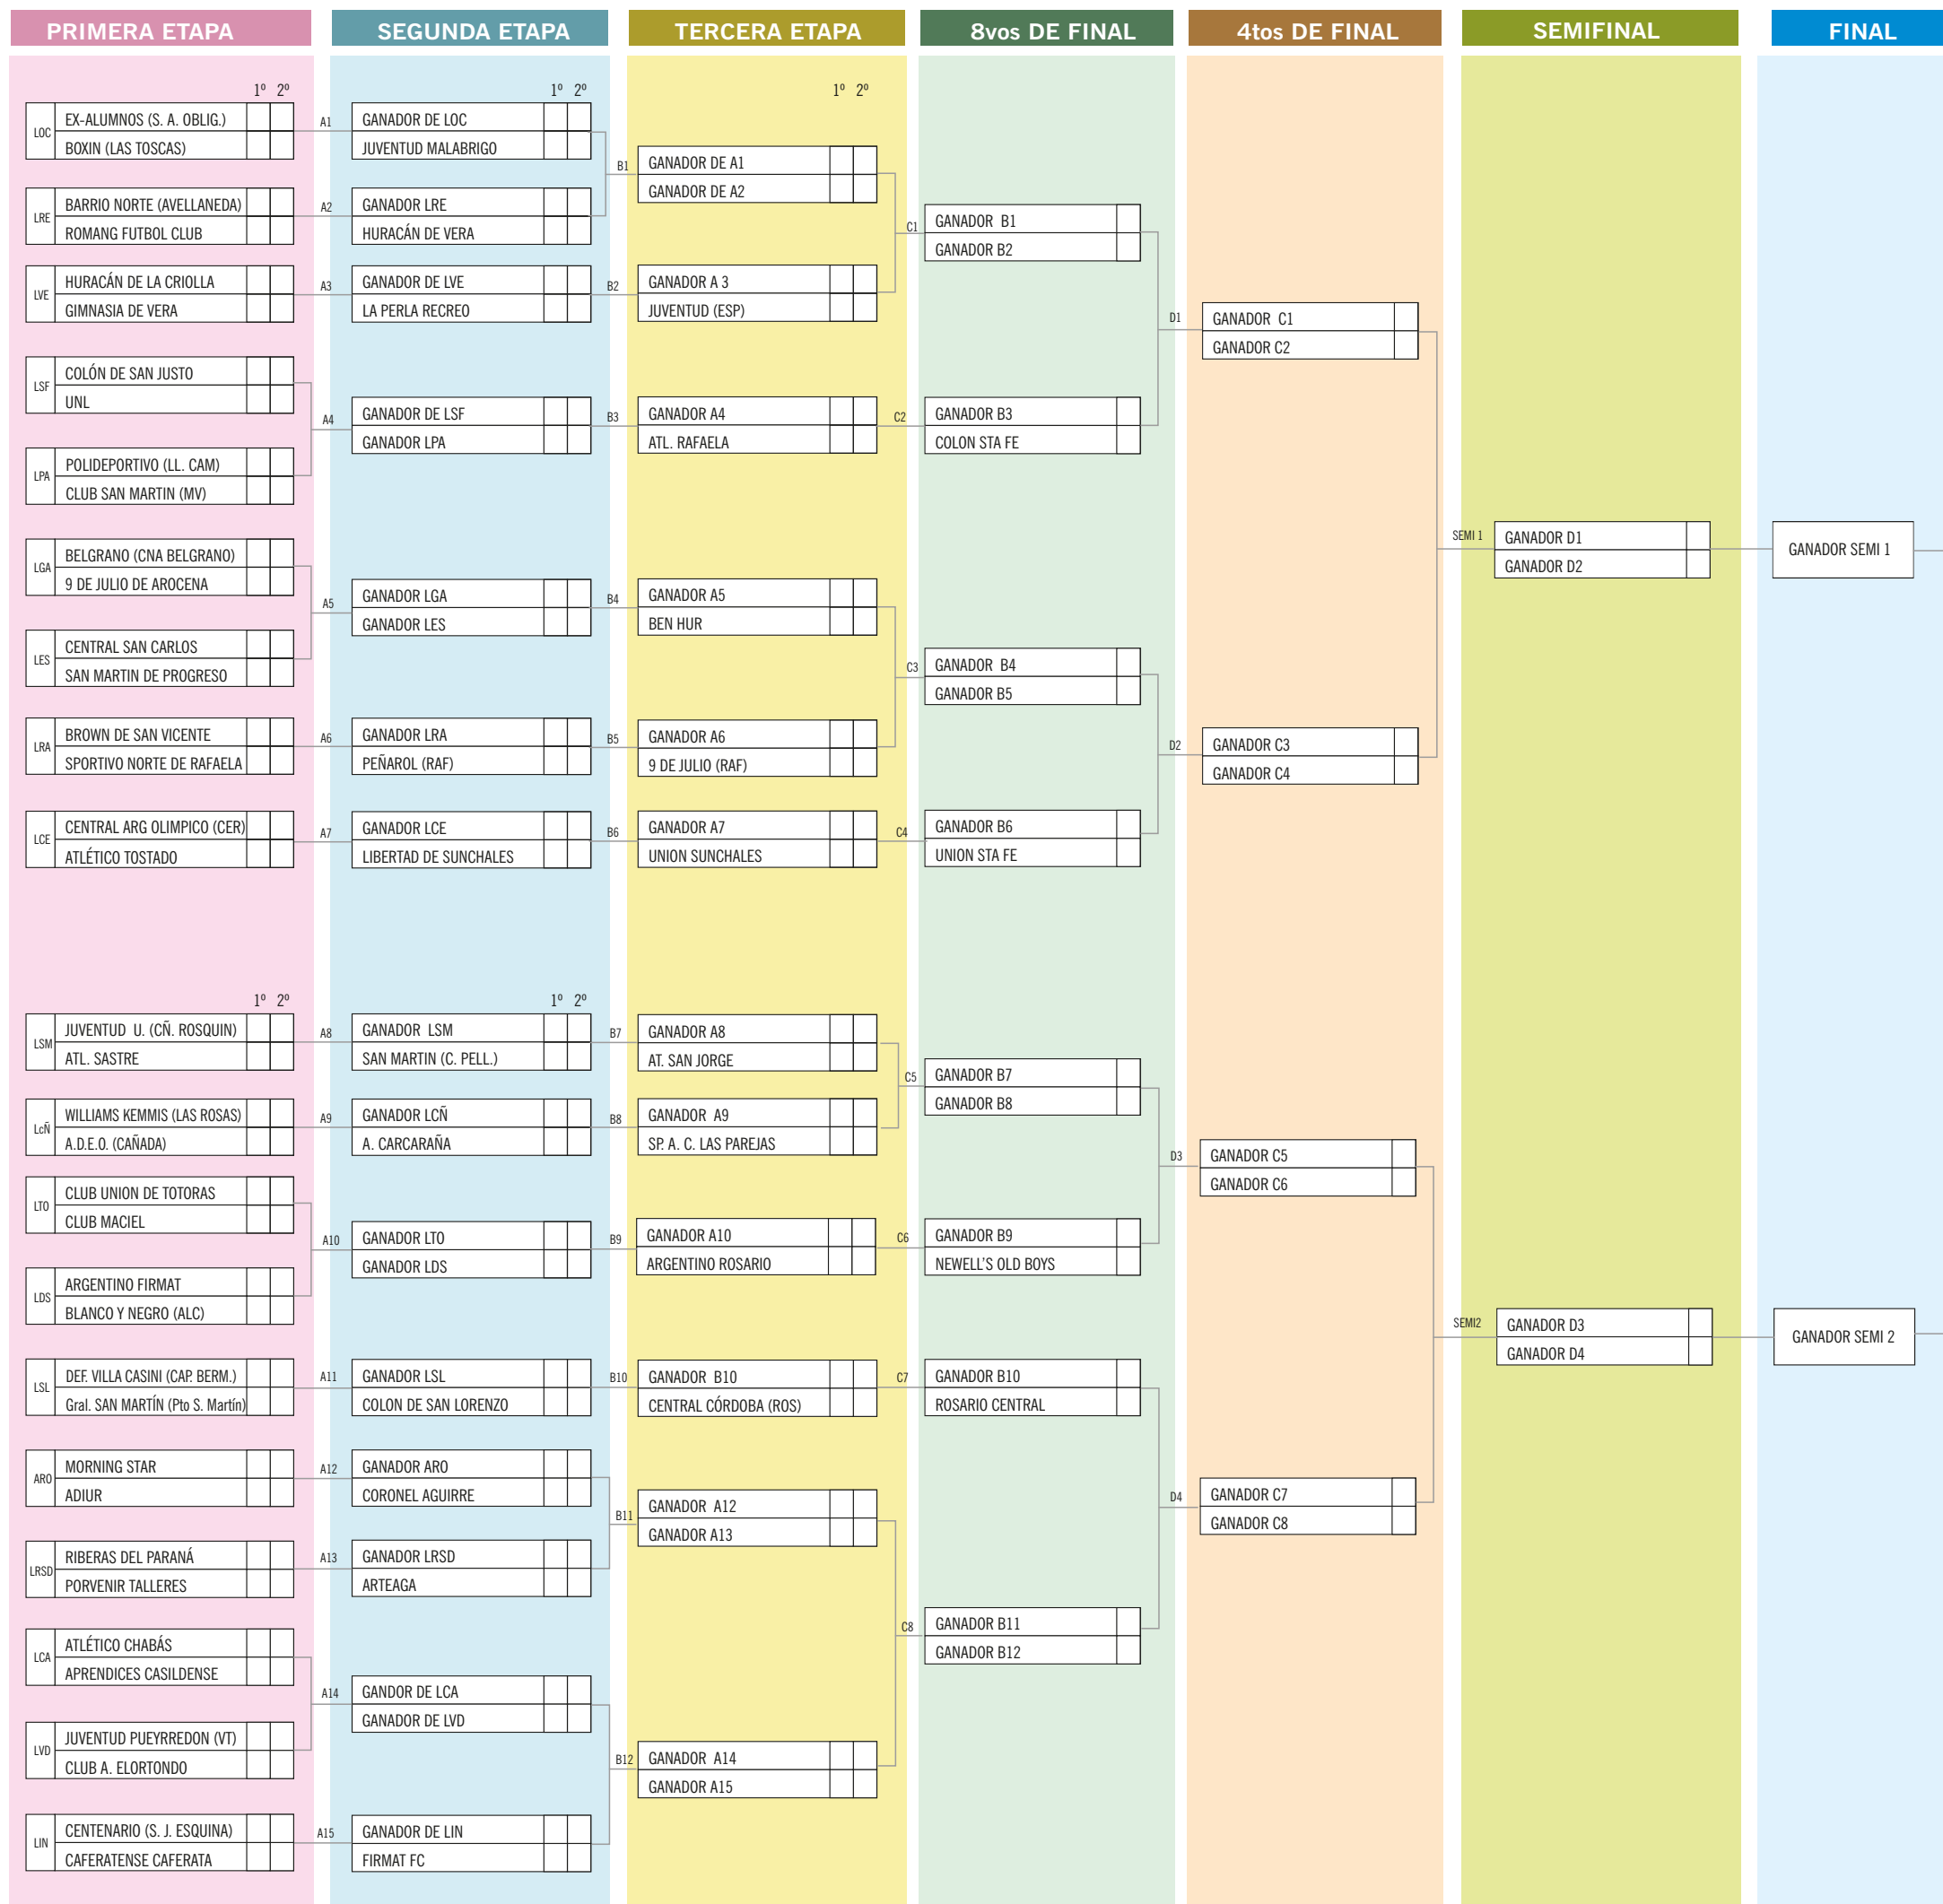 PRIMERA ETAPA
1º 2º
LOC
EX-ALUMNOS (S. A. OBLIG.)
BOXIN (LAS TOSCAS)
LRE
BARRIO NORTE (AVELLANEDA)
ROMANG FUTBOL CLUB
LVE
HURACÁN DE LA CRIOLLA
GIMNASIA DE VERA
LSF
COLÓN DE SAN JUSTO
UNL
LPA
POLIDEPORTIVO (LL. CAM)
CLUB SAN MARTIN (MV)
LGA
BELGRANO (CNA BELGRANO)
9 DE JULIO DE AROCENA
LES
CENTRAL SAN CARLOS
SAN MARTIN DE PROGRESO
LRA
BROWN DE SAN VICENTE
SPORTIVO NORTE DE RAFAELA
LCE
CENTRAL ARG OLIMPICO (CER)
ATLÉTICO TOSTADO
1º 2º
LSM
JUVENTUD U. (CÑ. ROSQUIN)
ATL. SASTRE
LcÑ
WILLIAMS KEMMIS (LAS ROSAS)
A.D.E.O. (CAÑADA)
LTO
CLUB UNION DE TOTORAS
CLUB MACIEL
LDS
ARGENTINO FIRMAT
BLANCO Y NEGRO (ALC)
LSL
DEF. VILLA CASINI (CAP. BERM.)
Gral. SAN MARTÍN (Pto S. Martín)
ARO
MORNING STAR
ADIUR
LRSD
RIBERAS DEL PARANÁ
PORVENIR TALLERES
LCA
ATLÉTICO CHABÁS
APRENDICES CASILDENSE
LVD
JUVENTUD PUEYRREDON (VT)
CLUB A. ELORTONDO
LIN
CENTENARIO (S. J. ESQUINA)
CAFERATENSE CAFERATA
SEGUNDA ETAPA
1º 2º
A1
GANADOR DE LOC
JUVENTUD MALABRIGO
A2
GANADOR LRE
HURACÁN DE VERA
A3
GANADOR DE LVE
LA PERLA RECREO
A4
GANADOR DE LSF
GANADOR LPA
A5
GANADOR LGA
GANADOR LES
A6
GANADOR LRA
PEÑAROL (RAF)
A7
GANADOR LCE
LIBERTAD DE SUNCHALES
1º 2º
A8
GANADOR LSM
SAN MARTIN (C. PELL.)
A9
GANADOR LCÑ
A. CARCARAÑA
A10
GANADOR LTO
GANADOR LDS
A11
GANADOR LSL
COLON DE SAN LORENZO
A12
GANADOR ARO
CORONEL AGUIRRE
A13
GANADOR LRSD
ARTEAGA
A14
GANDOR DE LCA
GANADOR DE LVD
A15
GANADOR DE LIN
FIRMAT FC
TERCERA ETAPA
1º 2º
B1
GANADOR DE A1
GANADOR DE A2
B2
GANADOR A 3
JUVENTUD (ESP)
B3
GANADOR A4
ATL. RAFAELA
B4
GANADOR A5
BEN HUR
B5
GANADOR A6
9 DE JULIO (RAF)
B6
GANADOR A7
UNION SUNCHALES
B7
GANADOR A8
AT. SAN JORGE
B8
GANADOR A9
SP. A. C. LAS PAREJAS
B9
GANADOR A10
ARGENTINO ROSARIO
B10
GANADOR B10
CENTRAL CÓRDOBA (ROS)
B11
GANADOR A12
GANADOR A13
B12
GANADOR A14
GANADOR A15
8vos DE FINAL
C1
GANADOR B1
GANADOR B2
C2
GANADOR B3
COLON STA FE
C3
GANADOR B4
GANADOR B5
C4
GANADOR B6
UNION STA FE
C5
GANADOR B7
GANADOR B8
C6
GANADOR B9
NEWELL'S OLD BOYS
C7
GANADOR B10
ROSARIO CENTRAL
C8
GANADOR B11
GANADOR B12
4tos DE FINAL
D1
GANADOR C1
GANADOR C2
D2
GANADOR C3
GANADOR C4
D3
GANADOR C5
GANADOR C6
D4
GANADOR C7
GANADOR C8
SEMIFINAL
SEMI 1
GANADOR D1
GANADOR D2
SEMI2
GANADOR D3
GANADOR D4
FINAL
GANADOR SEMI 1
GANADOR SEMI 2